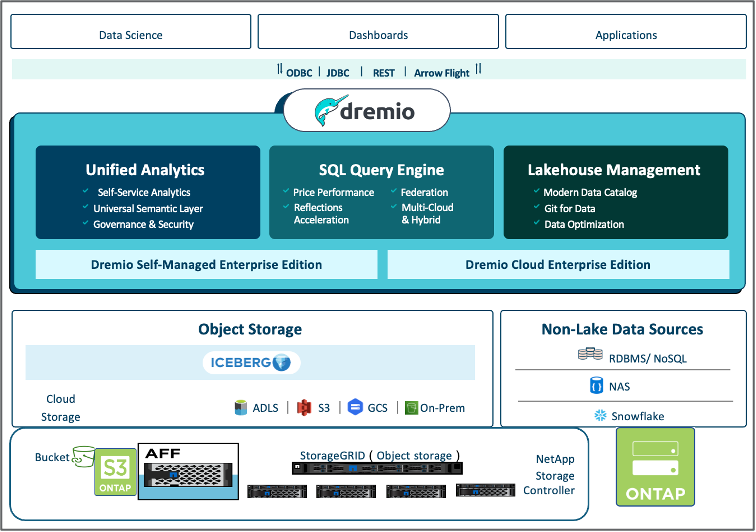 Data Science
Dashboards
Applications
ODBC | JDBC | REST | Arrow Flight
dremio
Unified Analytics
Self-Service Analytics
Universal Semantic Layer
Governance & Security
SQL Query Engine
Price Performance
Reflections
Acceleration
Federation
Multi-Cloud
& Hybrid
Lakehouse Management
Modern Data Catalog
Git for Data
Data Optimization
Dremio Self-Managed Enterprise Edition
Dremio Cloud Enterprise Edition
Object Storage
ICEBERG
Cloud
Storage
ADLS | S3 | GCS | On-Prem
Non-Lake Data Sources
RDBMS/ NoSQL
NAS
Snowflake
Bucket
S3
ONTAP
AFF
StorageGRID ( Object storage )
NetApp
Storage
Controller
ONTAP